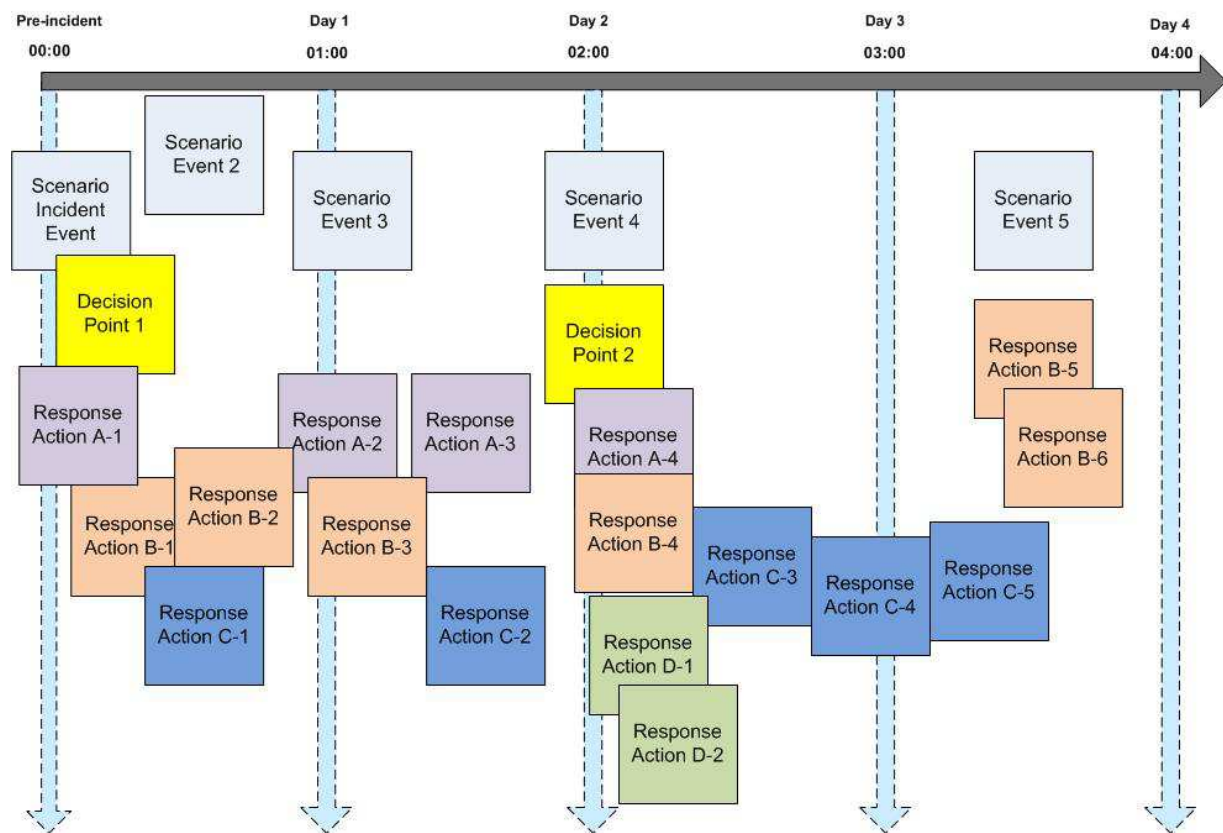 Pre-incident
Day 1
Day 2
Day 3
Day 4
00:00
01:00
02:00
03:00
04:00
Scenario
Event 2
Scenario
Incident
Event
Scenario
Event 3
Scenario
Event 4
Scenario
Event 5
Decision
Point 1
Decision
Point 2
Response
Action B-5
Response
Action A-1
Response
Action A-2
Response
Action A-3
Response
Action A-4
Response
Action B-6
Response
Action B-1
Response
Action B-2
Response
Action B-3
Response
Action B-4
Response
Action C-3
Response
Action C-4
Response
Action C-5
Response
Action C-1
Response
Action C-2
Response
Action D-1
Response
Action D-2